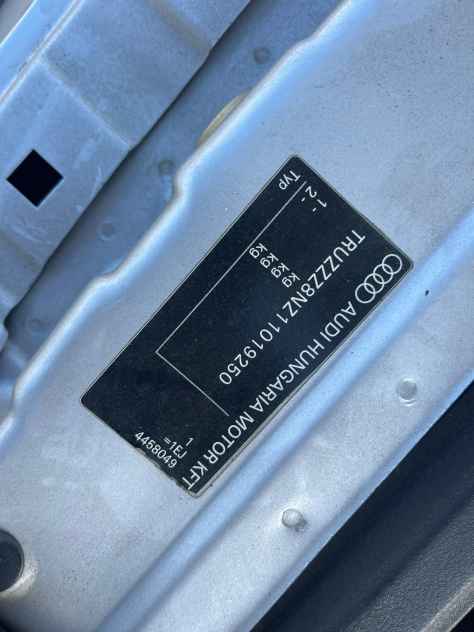 AUDI HUNGARIA MOTOR KFT
TRUZZZ8NZ11019250
kg
kg
1- kg
2- kg
Typ
1
=1EJ
4458049